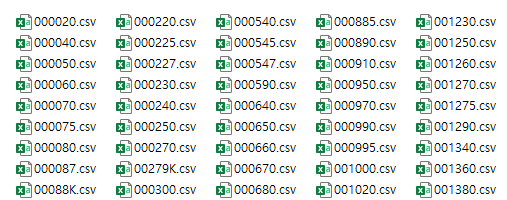 000020.csv 000220.csv 000540.csv 000885.csv 001230.csv
000040.csv 000225.csv 000545.csv 000890.csv 001250.csv
000050.csv 000227.csv 000547.csv 000910.csv 001260.csv
000060.csv 000230.csv 000590.csv 000950.csv 001270.csv
000070.csv 000240.csv 000640.csv 000970.csv 001275.csv
000075.csv 000250.csv 000650.csv 000990.csv 001290.csv
000080.csv 000270.csv 000660.csv 000995.csv 001340.csv
000087.csv 00279K.csv 000670.csv 001000.csv 001360.csv
00088K.csv 000300.csv 000680.csv 001020.csv 001380.csv